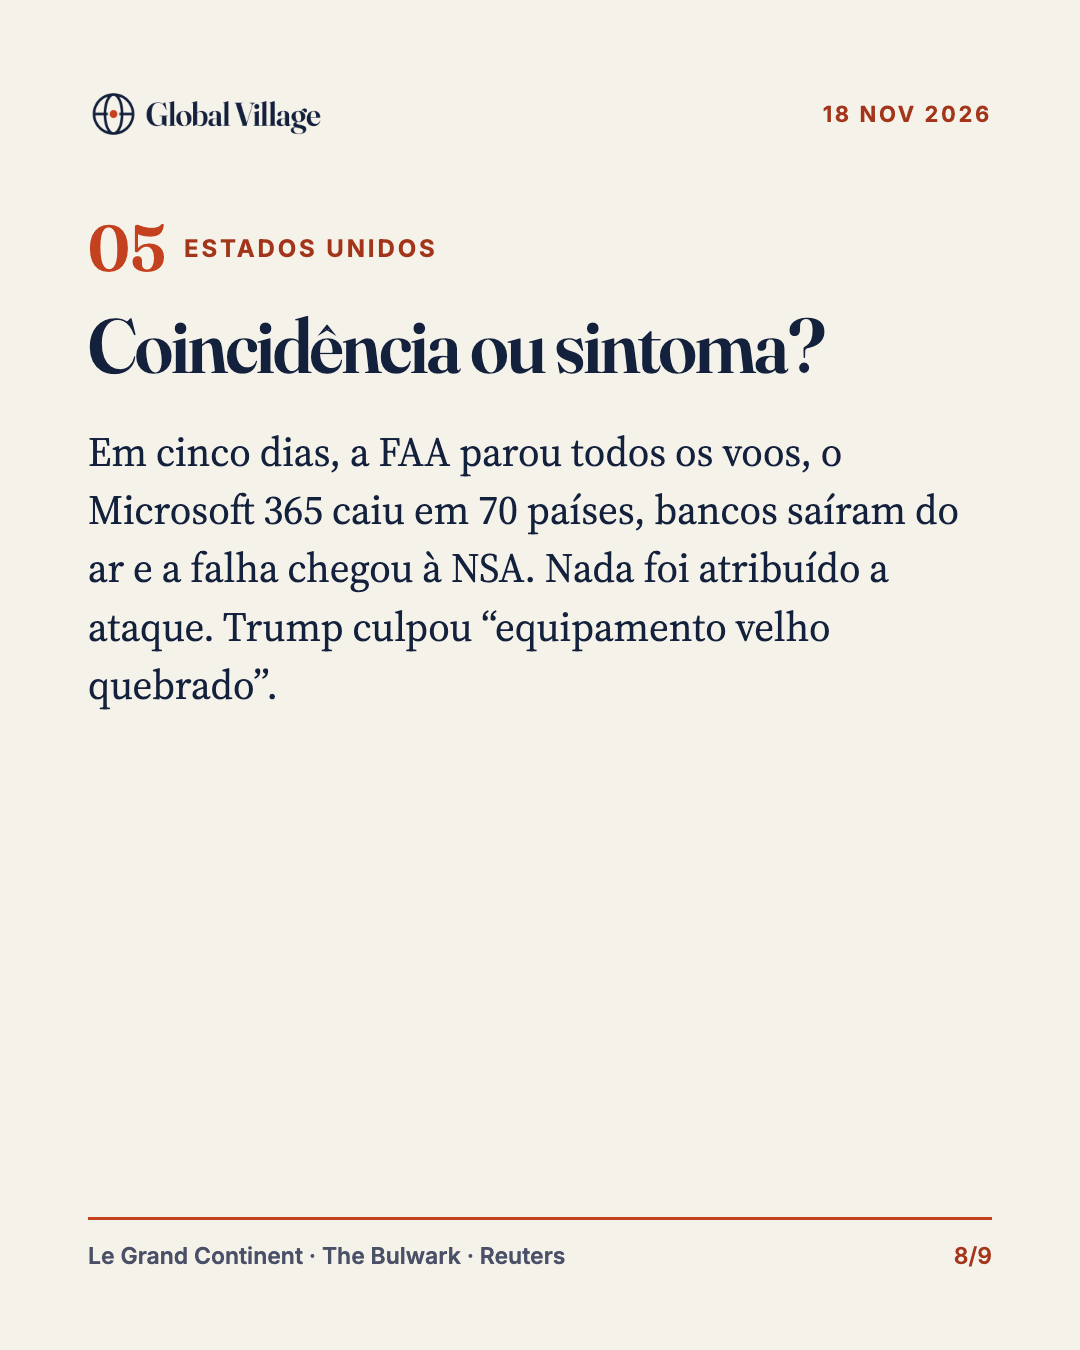 Global Village
18 NOV 2026
05 ESTADOS UNIDOS
Coincidência ou sintoma?
Em cinco dias, a FAA parou todos os voos, o
Microsoft 365 caiu em 70 países, bancos saíram do
ar e a falha chegou à NSA. Nada foi atribuído a
ataque. Trump culpou “equipamento velho
quebrado”.
Le Grand Continent · The Bulwark · Reuters
8/9